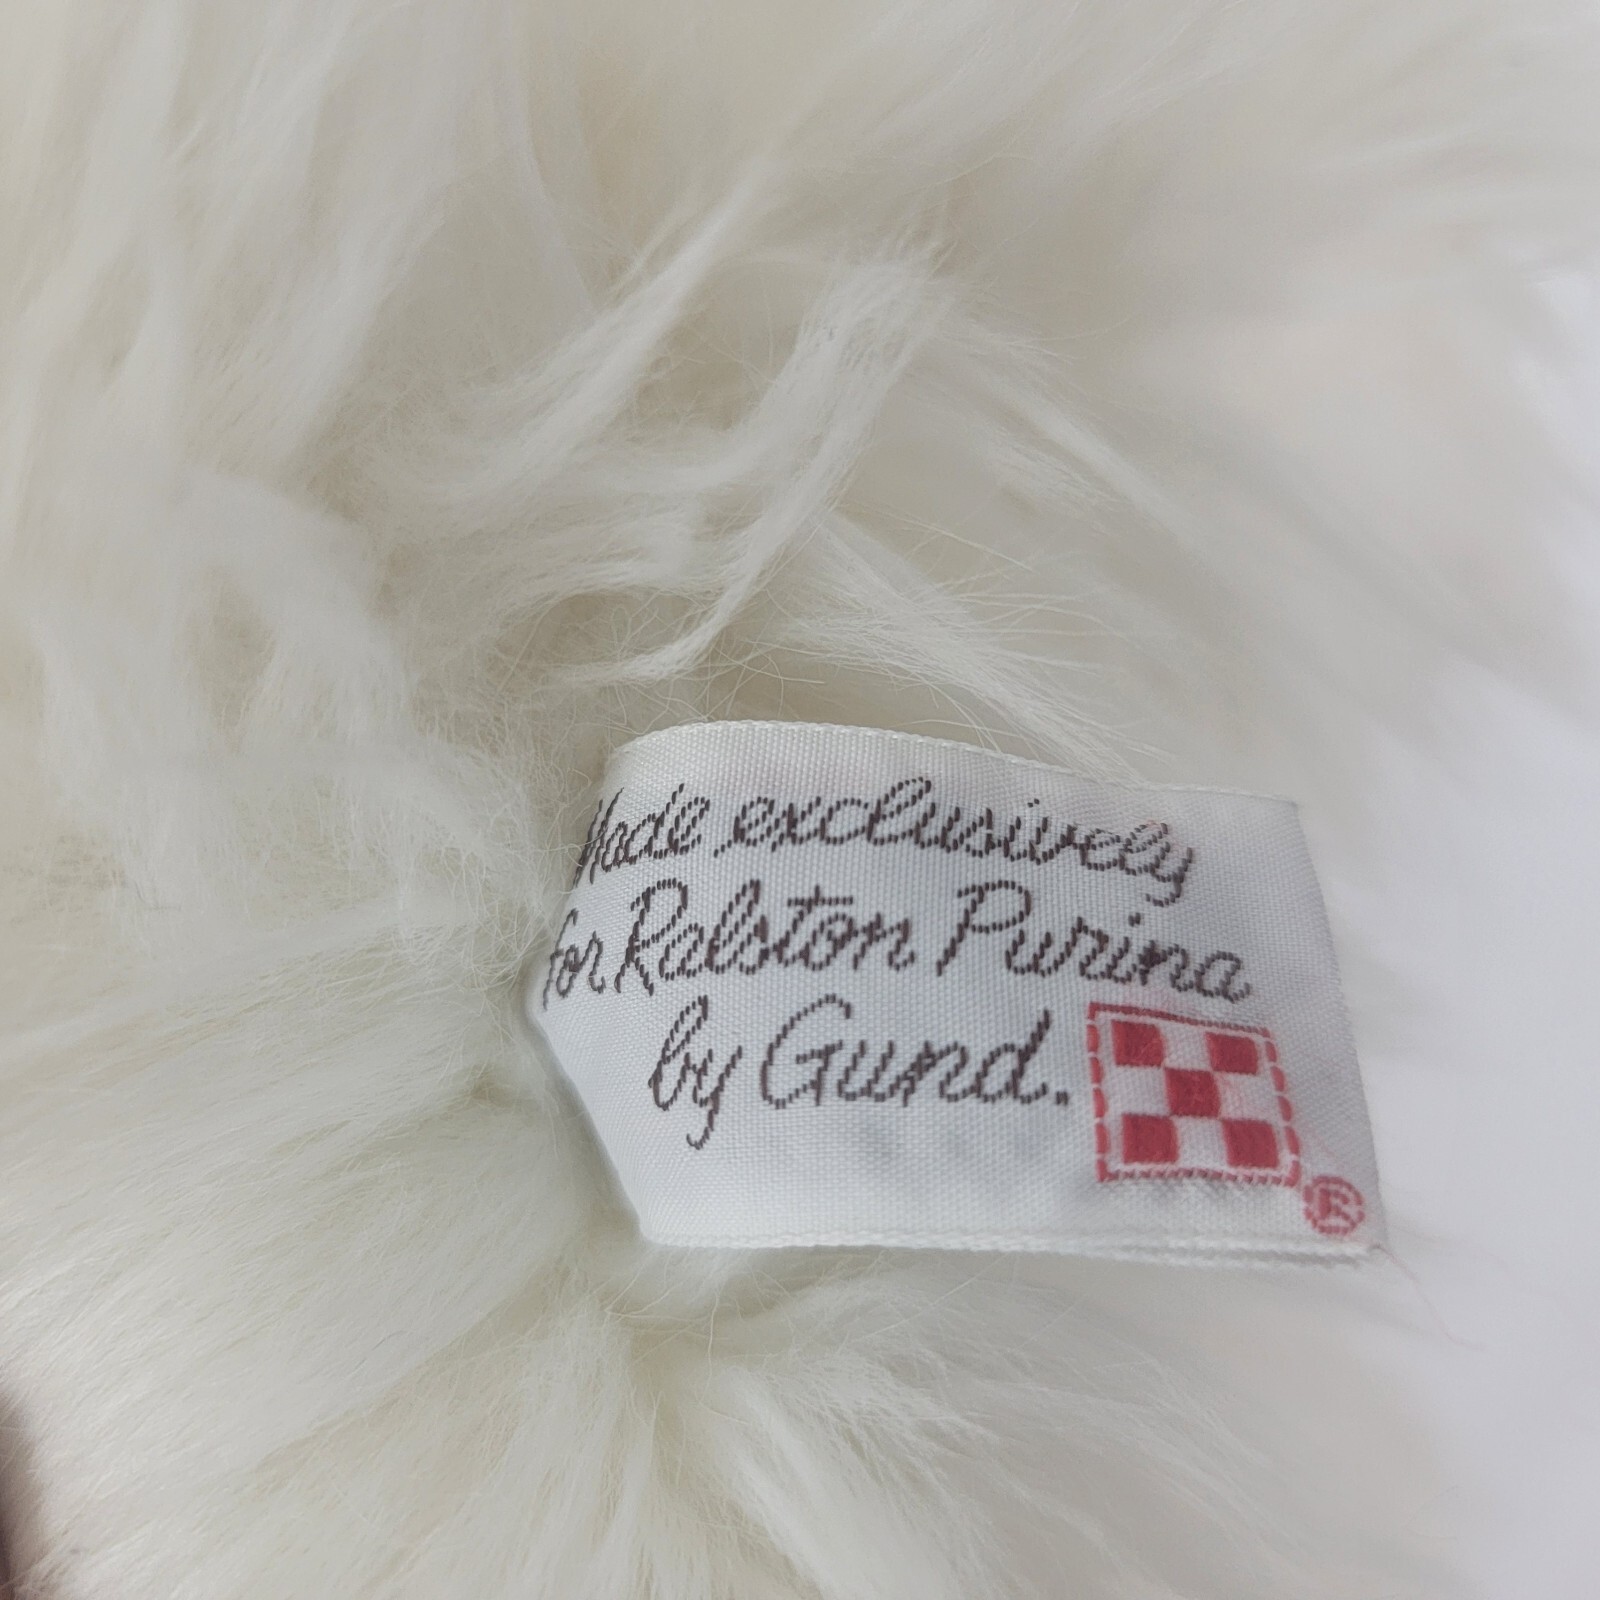 Made exclusively
for Ralston Purina
by Gund.
®